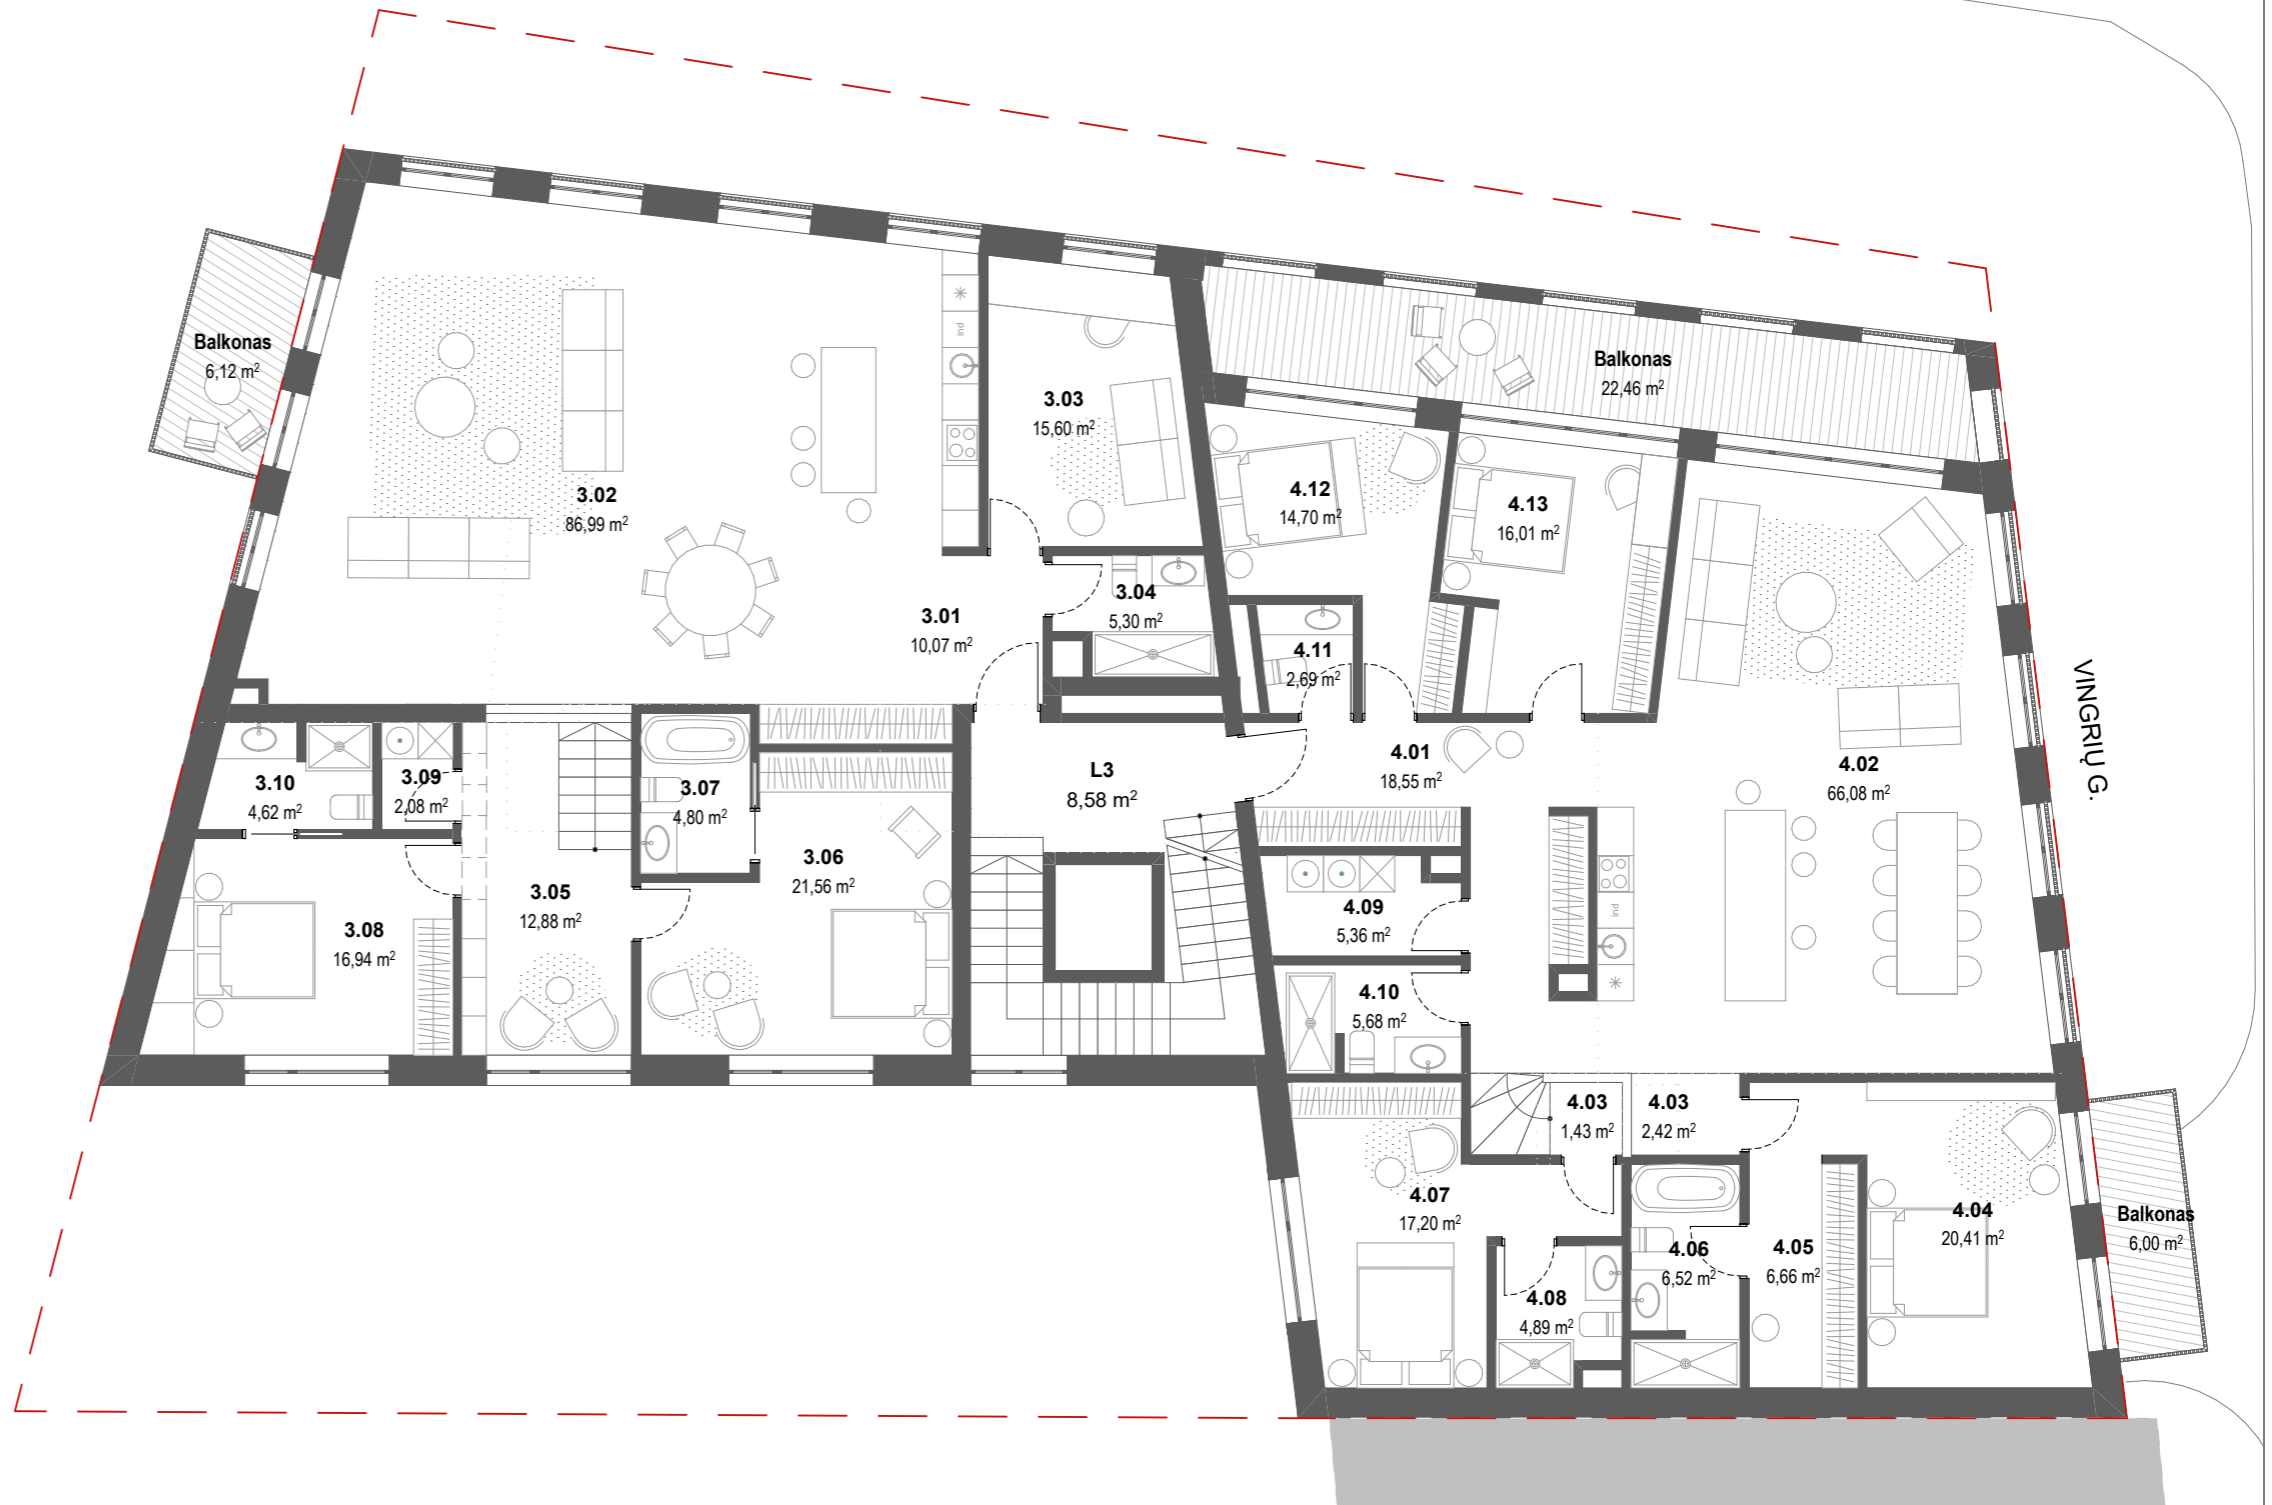 Balkonas
6,12 m²
3.02
86,99 m²
3.03
15,60 m²
ind
3.01
10,07 m²
3.04
5,30 m²
Balkonas
22,46 m²
4.12
14,70 m²
4.13
16,01 m²
4.11
2,69 m²
4.01
18,55 m²
4.02
66,08 m²
VINGRIŲ G.
3.10
4,62 m²
3.09
2,08 m²
3.07
4,80 m²
L3
8,58 m²
3.06
21,56 m²
3.05
12,88 m²
3.08
16,94 m²
4.09
5,36 m²
ind
4.10
5,68 m²
4.03
1,43 m²
4.03
2,42 m²
4.07
17,20 m²
4.08
4,89 m²
4.06
6,52 m²
4.05
6,66 m²
4.04
20,41 m²
Balkonas
6,00 m²